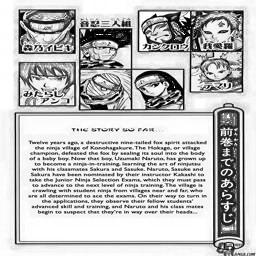 森乃イビキ
音忍三人組
カンクロウ
我愛羅
みたらし
アンコ
テマリ
前巻までのあらすじ
THE STORY SO FAR...
Twelve years ago, a destructive nine-tailed fox spirit attacked
the ninja village of Konohagakure. The Hokage, or village
champion, defeated the fox by sealing its soul into the body
of a baby boy. Now that boy, Uzumaki Naruto, has grown up
to become a ninja-in-training, learning the art of ninjutsu
with his classmates Sakura and Sasuke. Naruto, Sasuke and
Sakura have been nominated by their instructor Kakashi to
take the Junior Ninja Selection Exams, which they must pass
to advance to the next level of ninja training. The village is
crawling with student ninja from villages near and far, who
are all determined to ace the exams. On their way to turn in
the applications, they observe their fellow students'
advanced skill and training, and Naruto and his class mates
begin to suspect that they're in way over their heads...